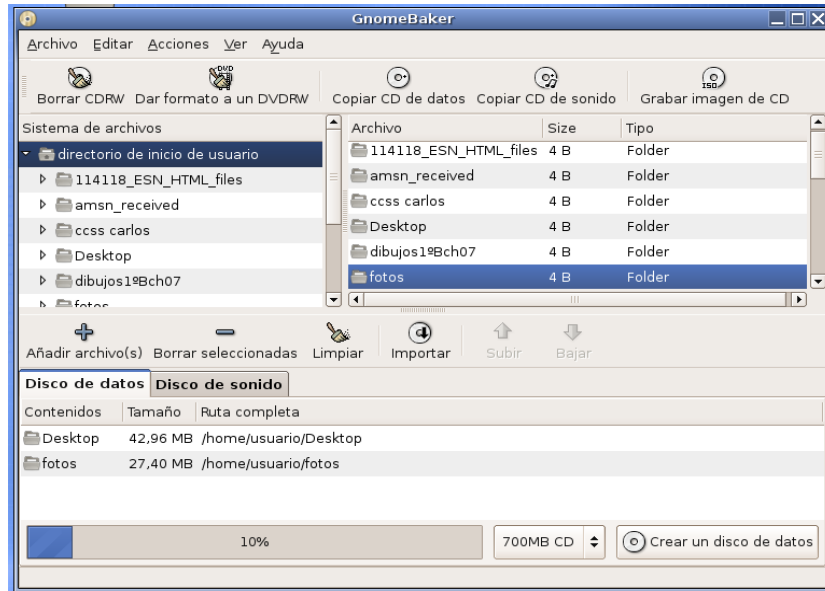 GnomeBaker
Archivo Editar Acciones Ver Ayuda
DVD
ISO
Borrar CDRW Dar formato a un DVDRW Copiar CD de datos Copiar CD de sonido Grabar imagen de CD
Sistema de archivos
directorio de inicio de usuario
114118_ESN_HTML_files
amsn_received
ccss carlos
Desktop
dibujos1ºBch07
fotos
Archivo Size Tipo
114118_ESN_HTML_files 4 B Folder
amsn_received 4 B Folder
ccss carlos 4 B Folder
Desktop 4 B Folder
dibujos1ºBch07 4 B Folder
fotos 4 B Folder
Añadir archivo(s) Borrar seleccionadas Limpiar Importar Subir Bajar
Disco de datos Disco de sonido
Contenidos Tamaño Ruta completa
Desktop 42,96 MB /home/usuario/Desktop
fotos 27,40 MB /home/usuario/fotos
10% 700MB CD Crear un disco de datos